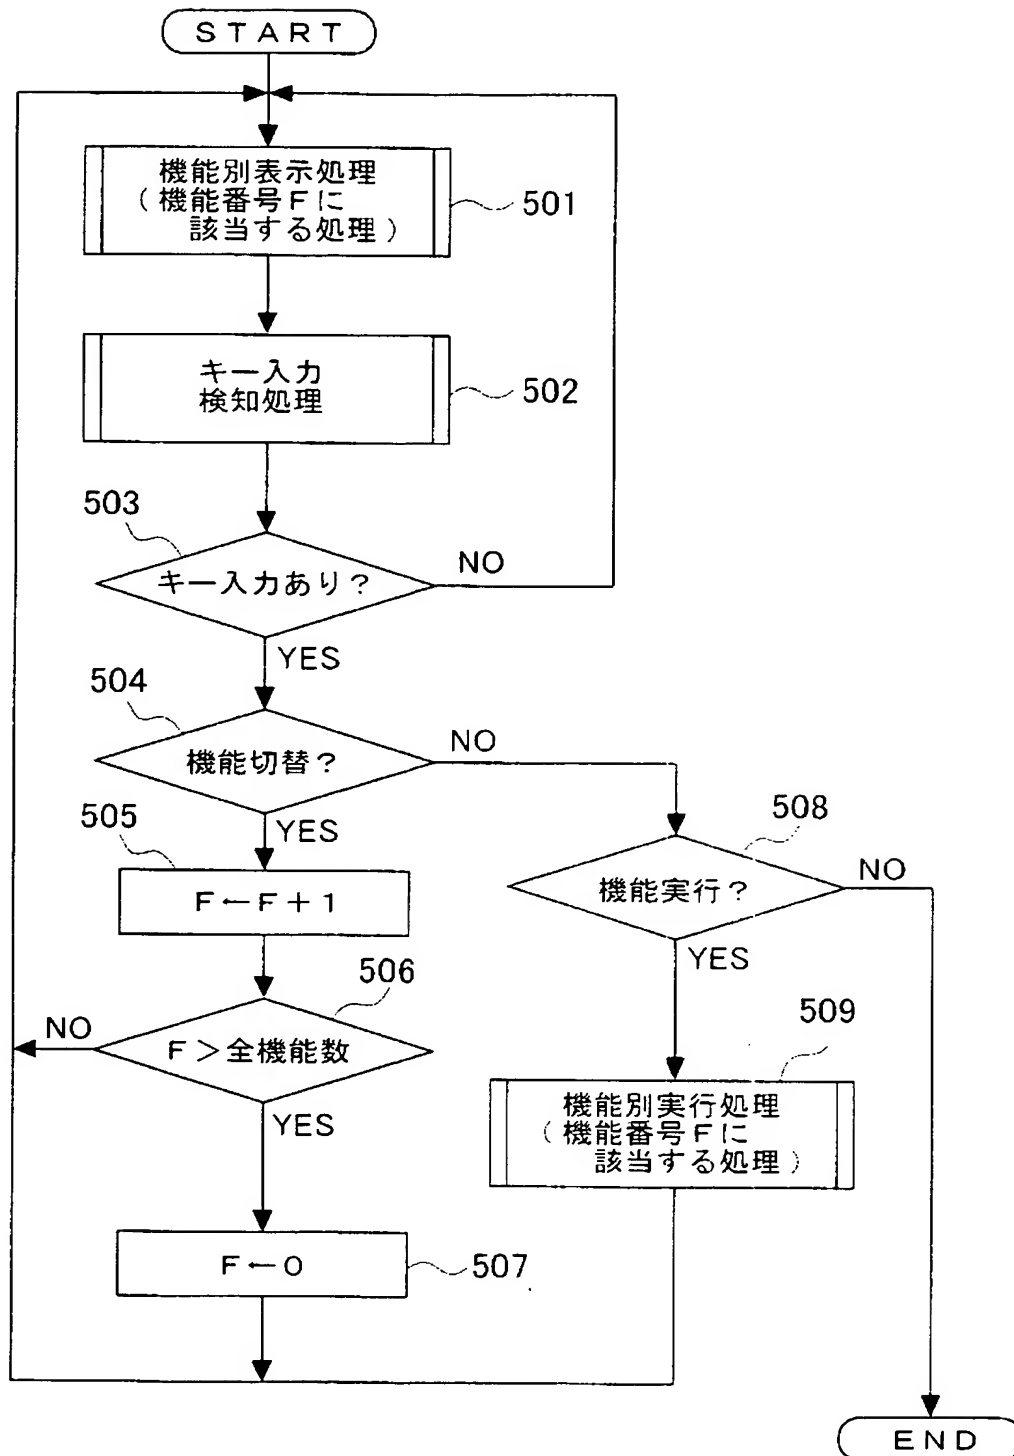 START
機能別表示処理
(機能番号Fに
該当する処理)
501
キー入力
検知処理
502
503
キー入力あり?
NO
YES
504
機能切替?
NO
YES
505
F←F+1
508
機能実行?
NO
YES
506
F>全機能数
NO
YES
509
機能別実行処理
(機能番号Fに
該当する処理)
F←0
507
END